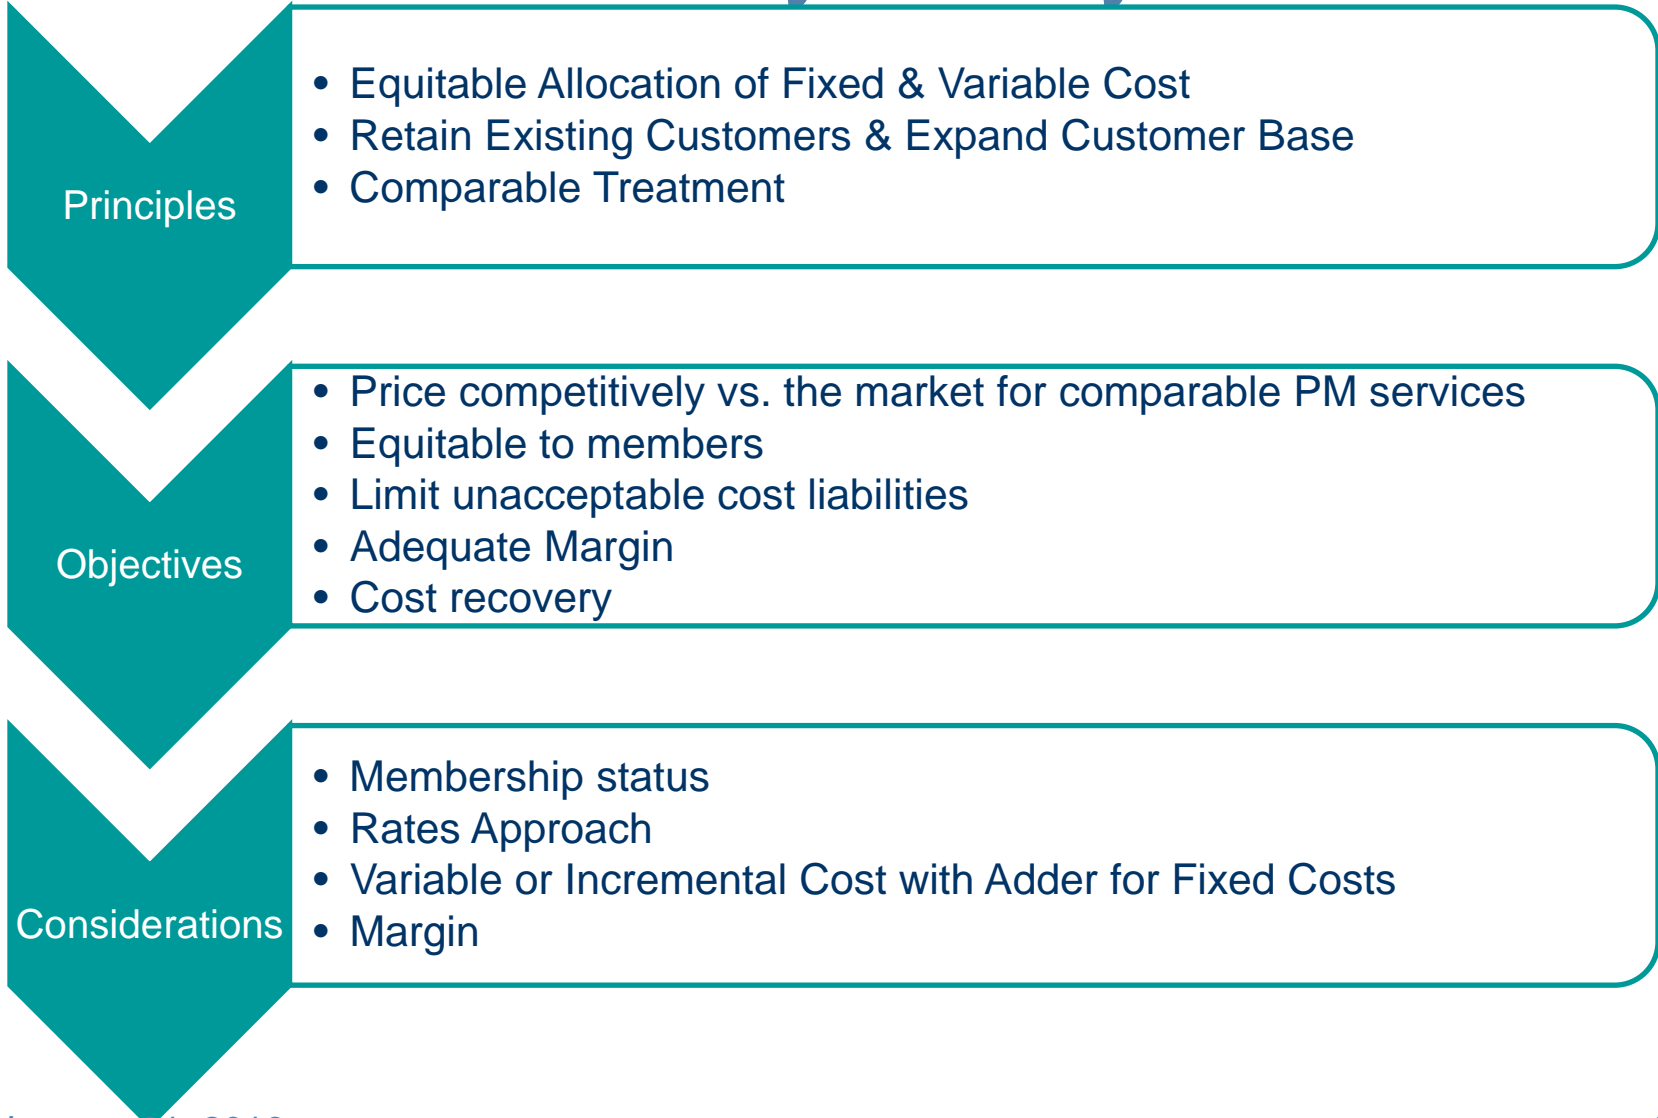 Principles
• Equitable Allocation of Fixed & Variable Cost
• Retain Existing Customers & Expand Customer Base
• Comparable Treatment
Objectives
• Price competitively vs. the market for comparable PM services
• Equitable to members
• Limit unacceptable cost liabilities
• Adequate Margin
• Cost recovery
Considerations
• Membership status
• Rates Approach
• Variable or Incremental Cost with Adder for Fixed Costs
• Margin